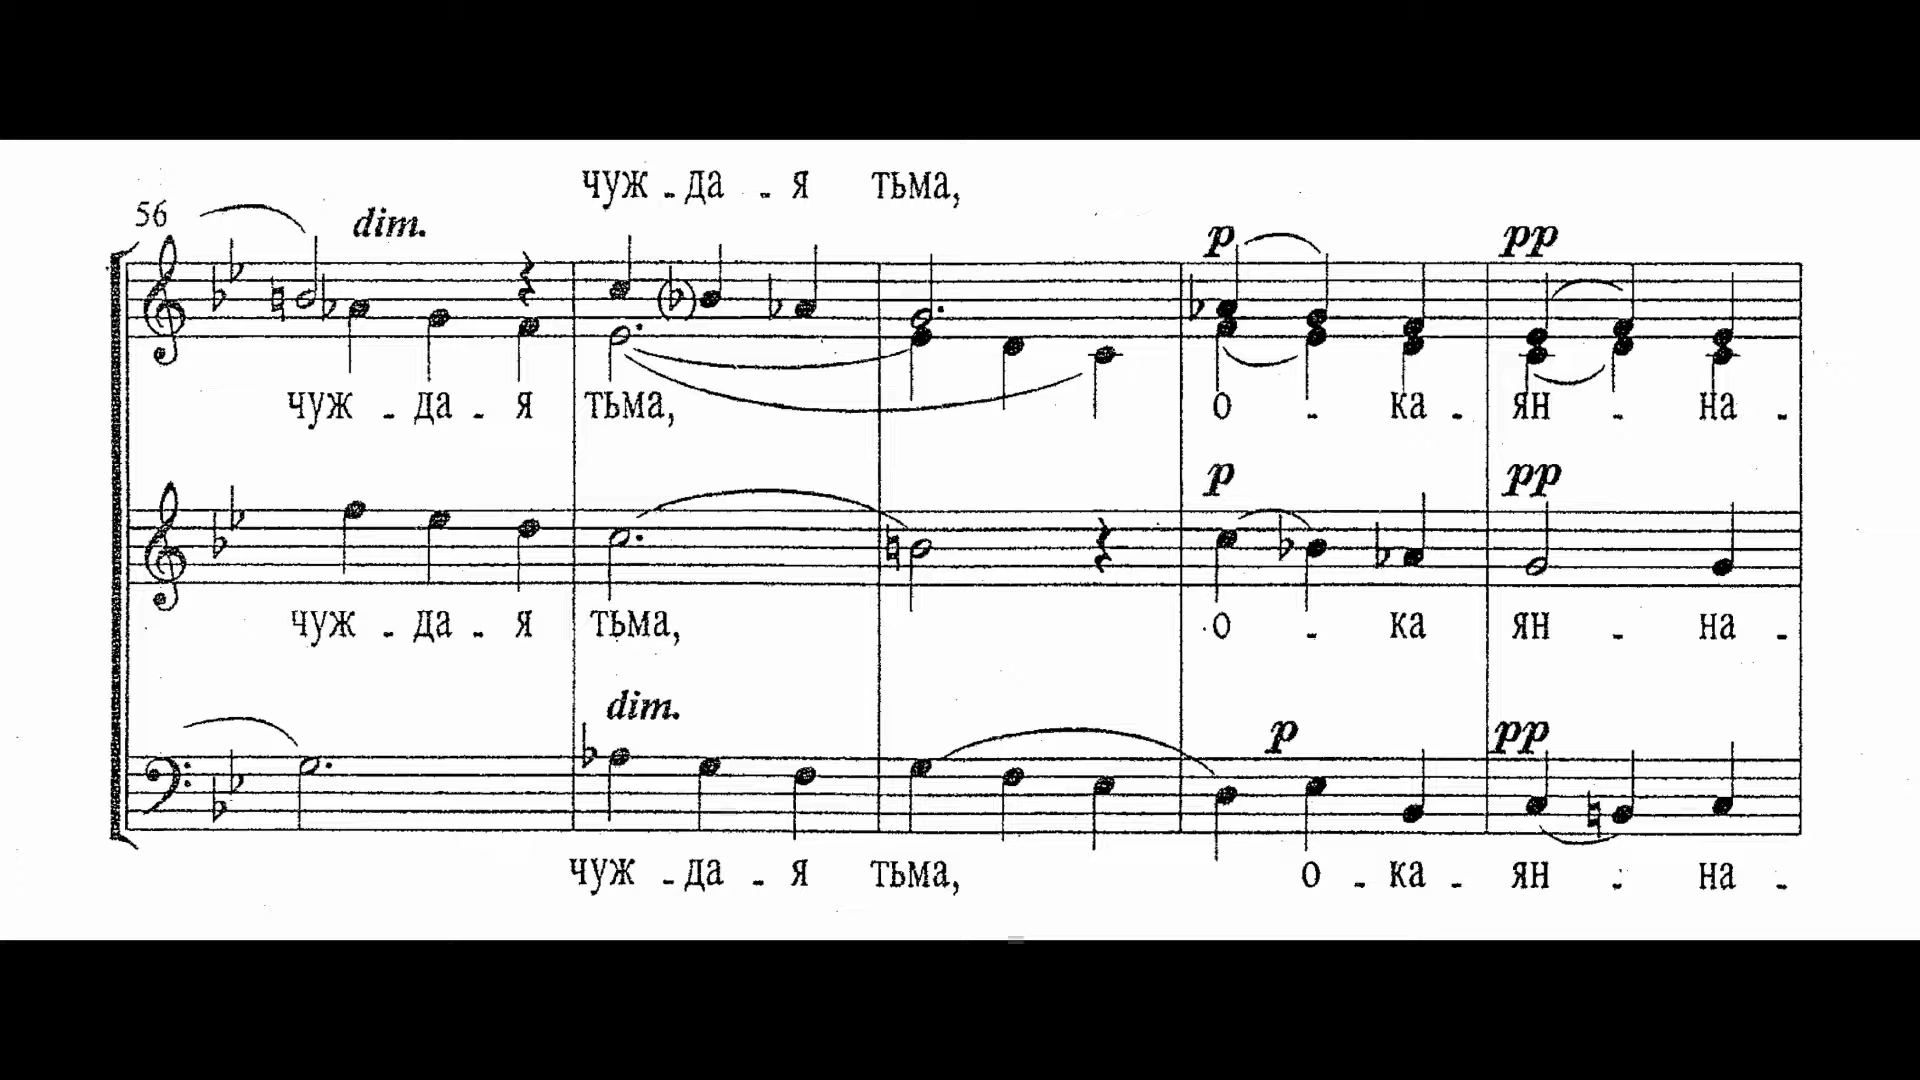 чуж - да - я тьма,
56 dim.
p pp
чуж - да - я тьма, о - ка - ян - на -
p pp
чуж - да - я тьма, о - ка ян - на -
dim.
p pp
чуж - да - я тьма, о - ка - ян - на -